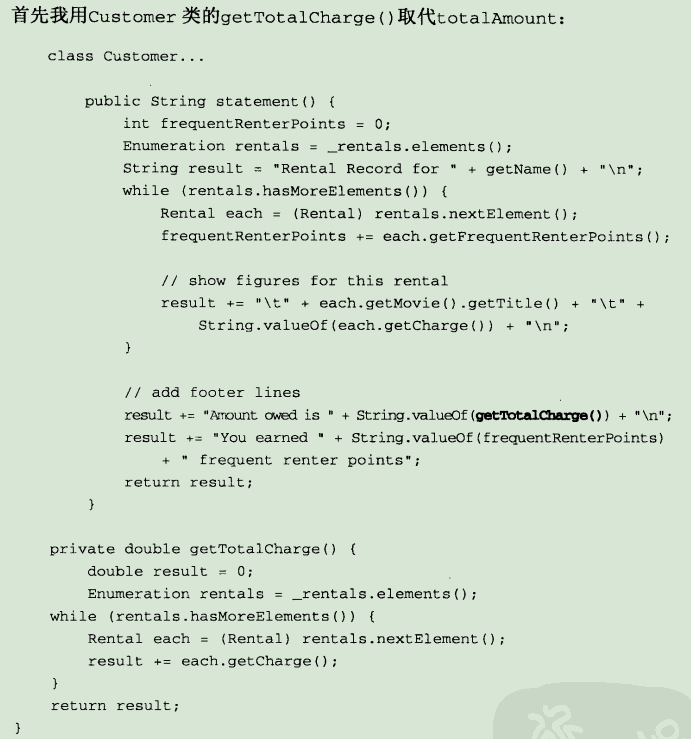 首先我用Customer 类的getTotalCharge()取代totalAmount:
class Customer...
public String statement() {
int frequentRenterPoints = 0;
Enumeration rentals = _rentals.elements();
String result = "Rental Record for " + getName() + "\n";
while (rentals.hasMoreElements()) {
Rental each = (Rental) rentals.nextElement();
frequentRenterPoints += each.getFrequentRenterPoints();
// show figures for this rental
result += "\t" + each.getMovie().getTitle() + "\t" +
String.valueOf(each.getCharge()) + "\n";
}
// add footer lines
result += "Amount owed is " + String.valueOf(getTotalCharge()) + "\n";
result += "You earned " + String.valueOf(frequentRenterPoints)
+ " frequent renter points";
return result;
}
private double getTotalCharge() {
double result = 0;
Enumeration rentals = _rentals.elements();
while (rentals.hasMoreElements()) {
Rental each = (Rental) rentals.nextElement();
result += each.getCharge();
}
return result;
}